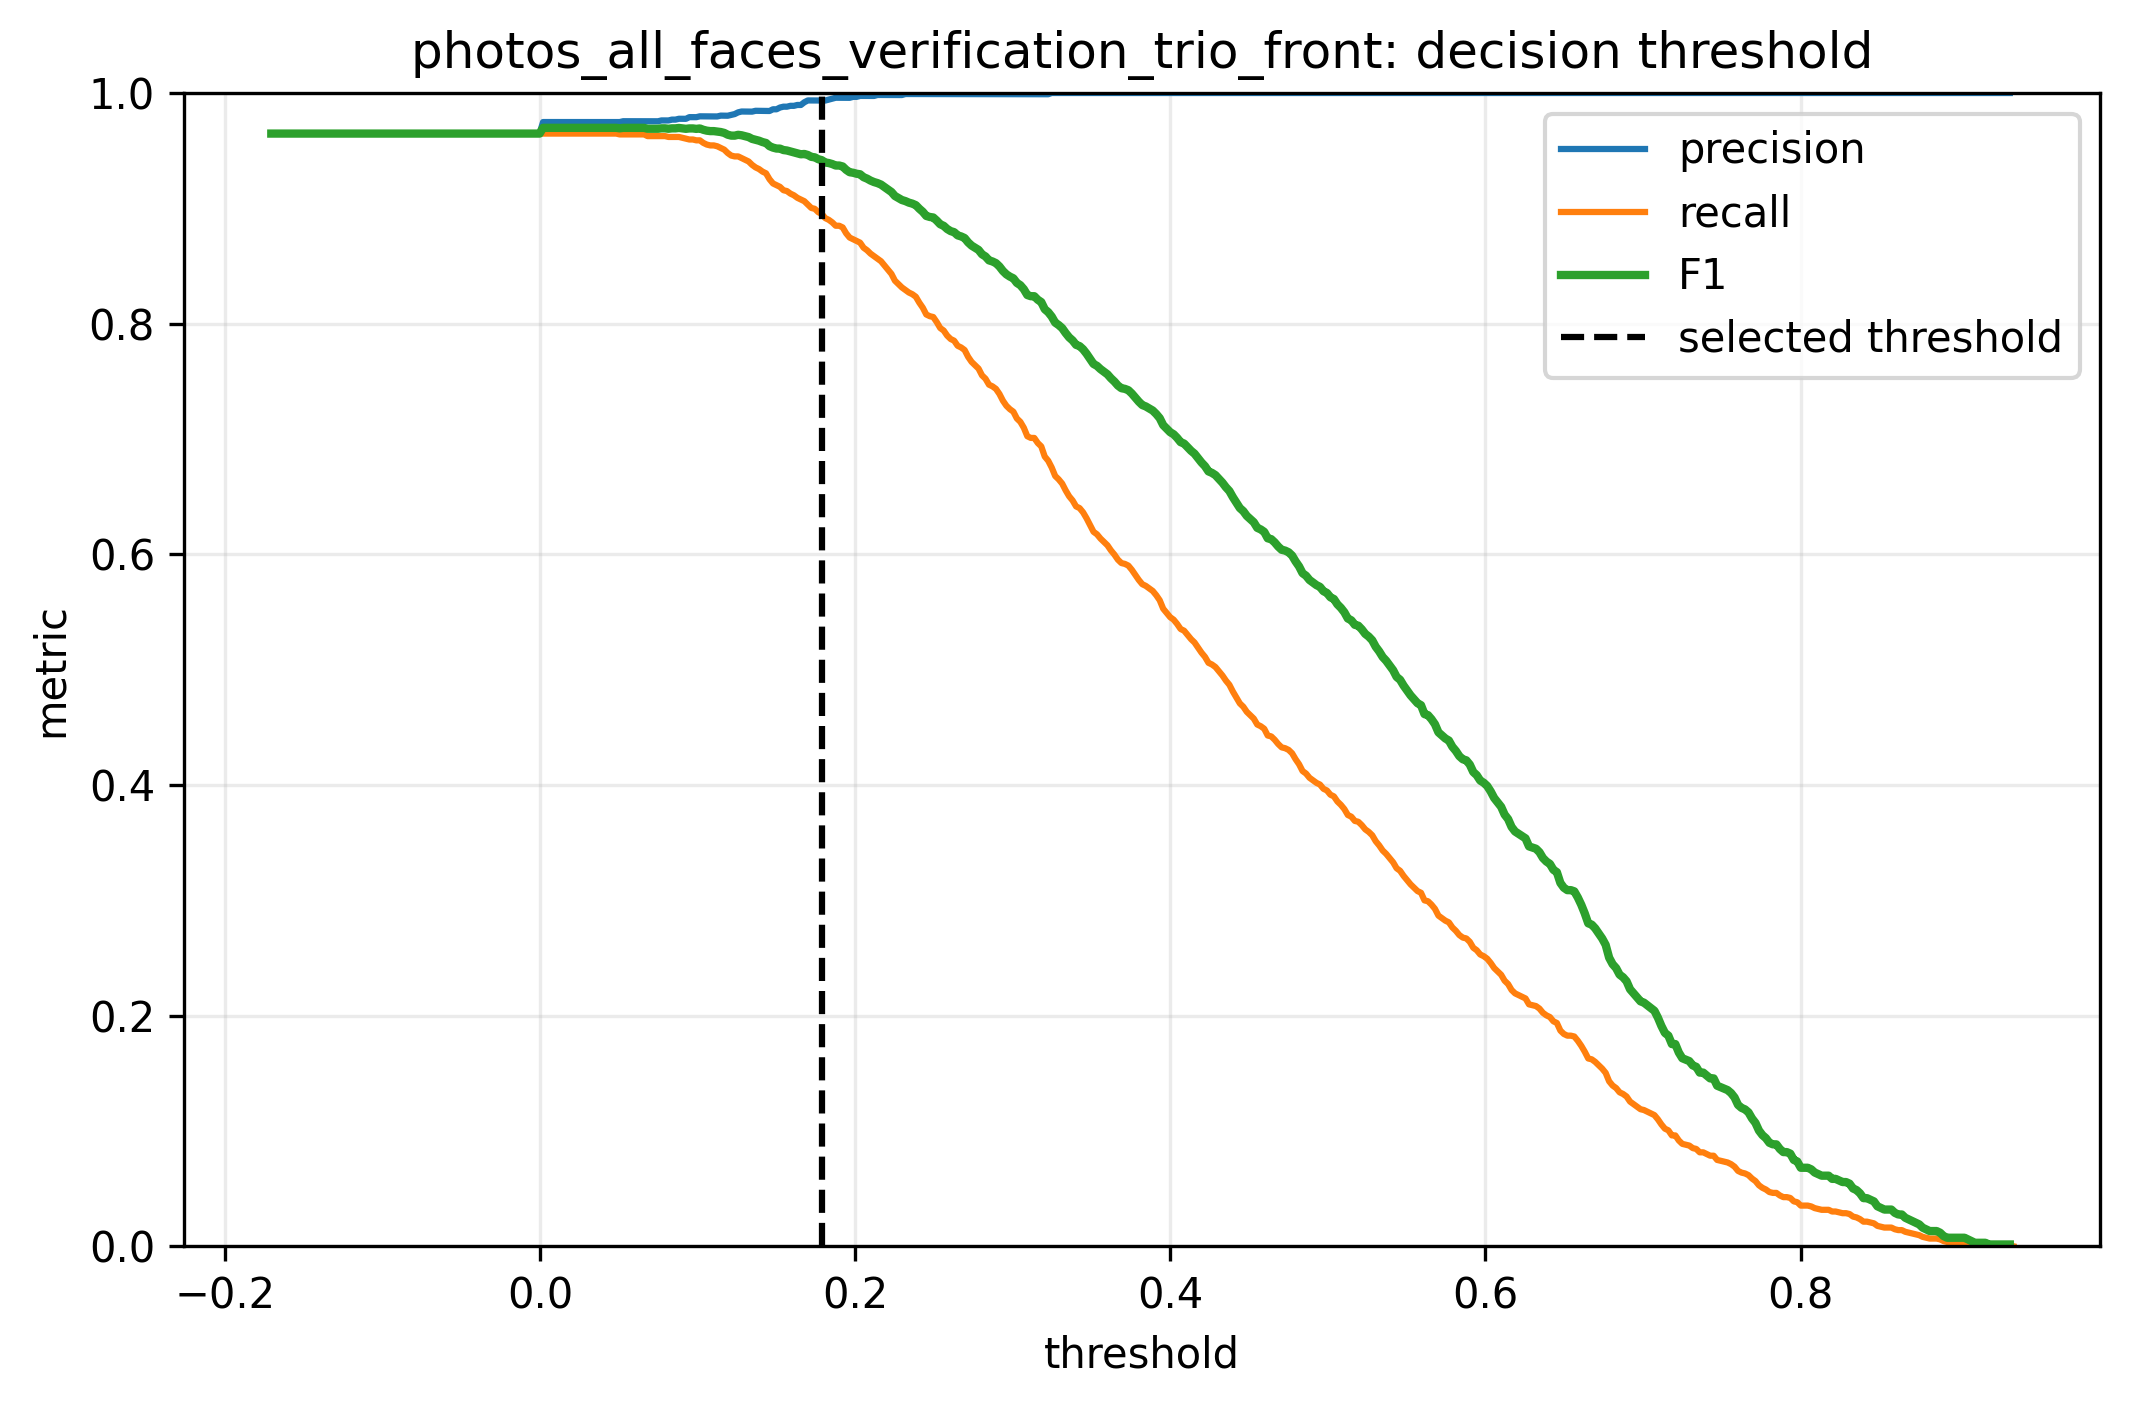 photos_all_faces_verification_trio_front: decision threshold
1.0
0.8
0.6
0.4
0.2
0.0
metric
precision
recall
F1
selected threshold
−0.2 0.0 0.2 0.4 0.6 0.8
threshold